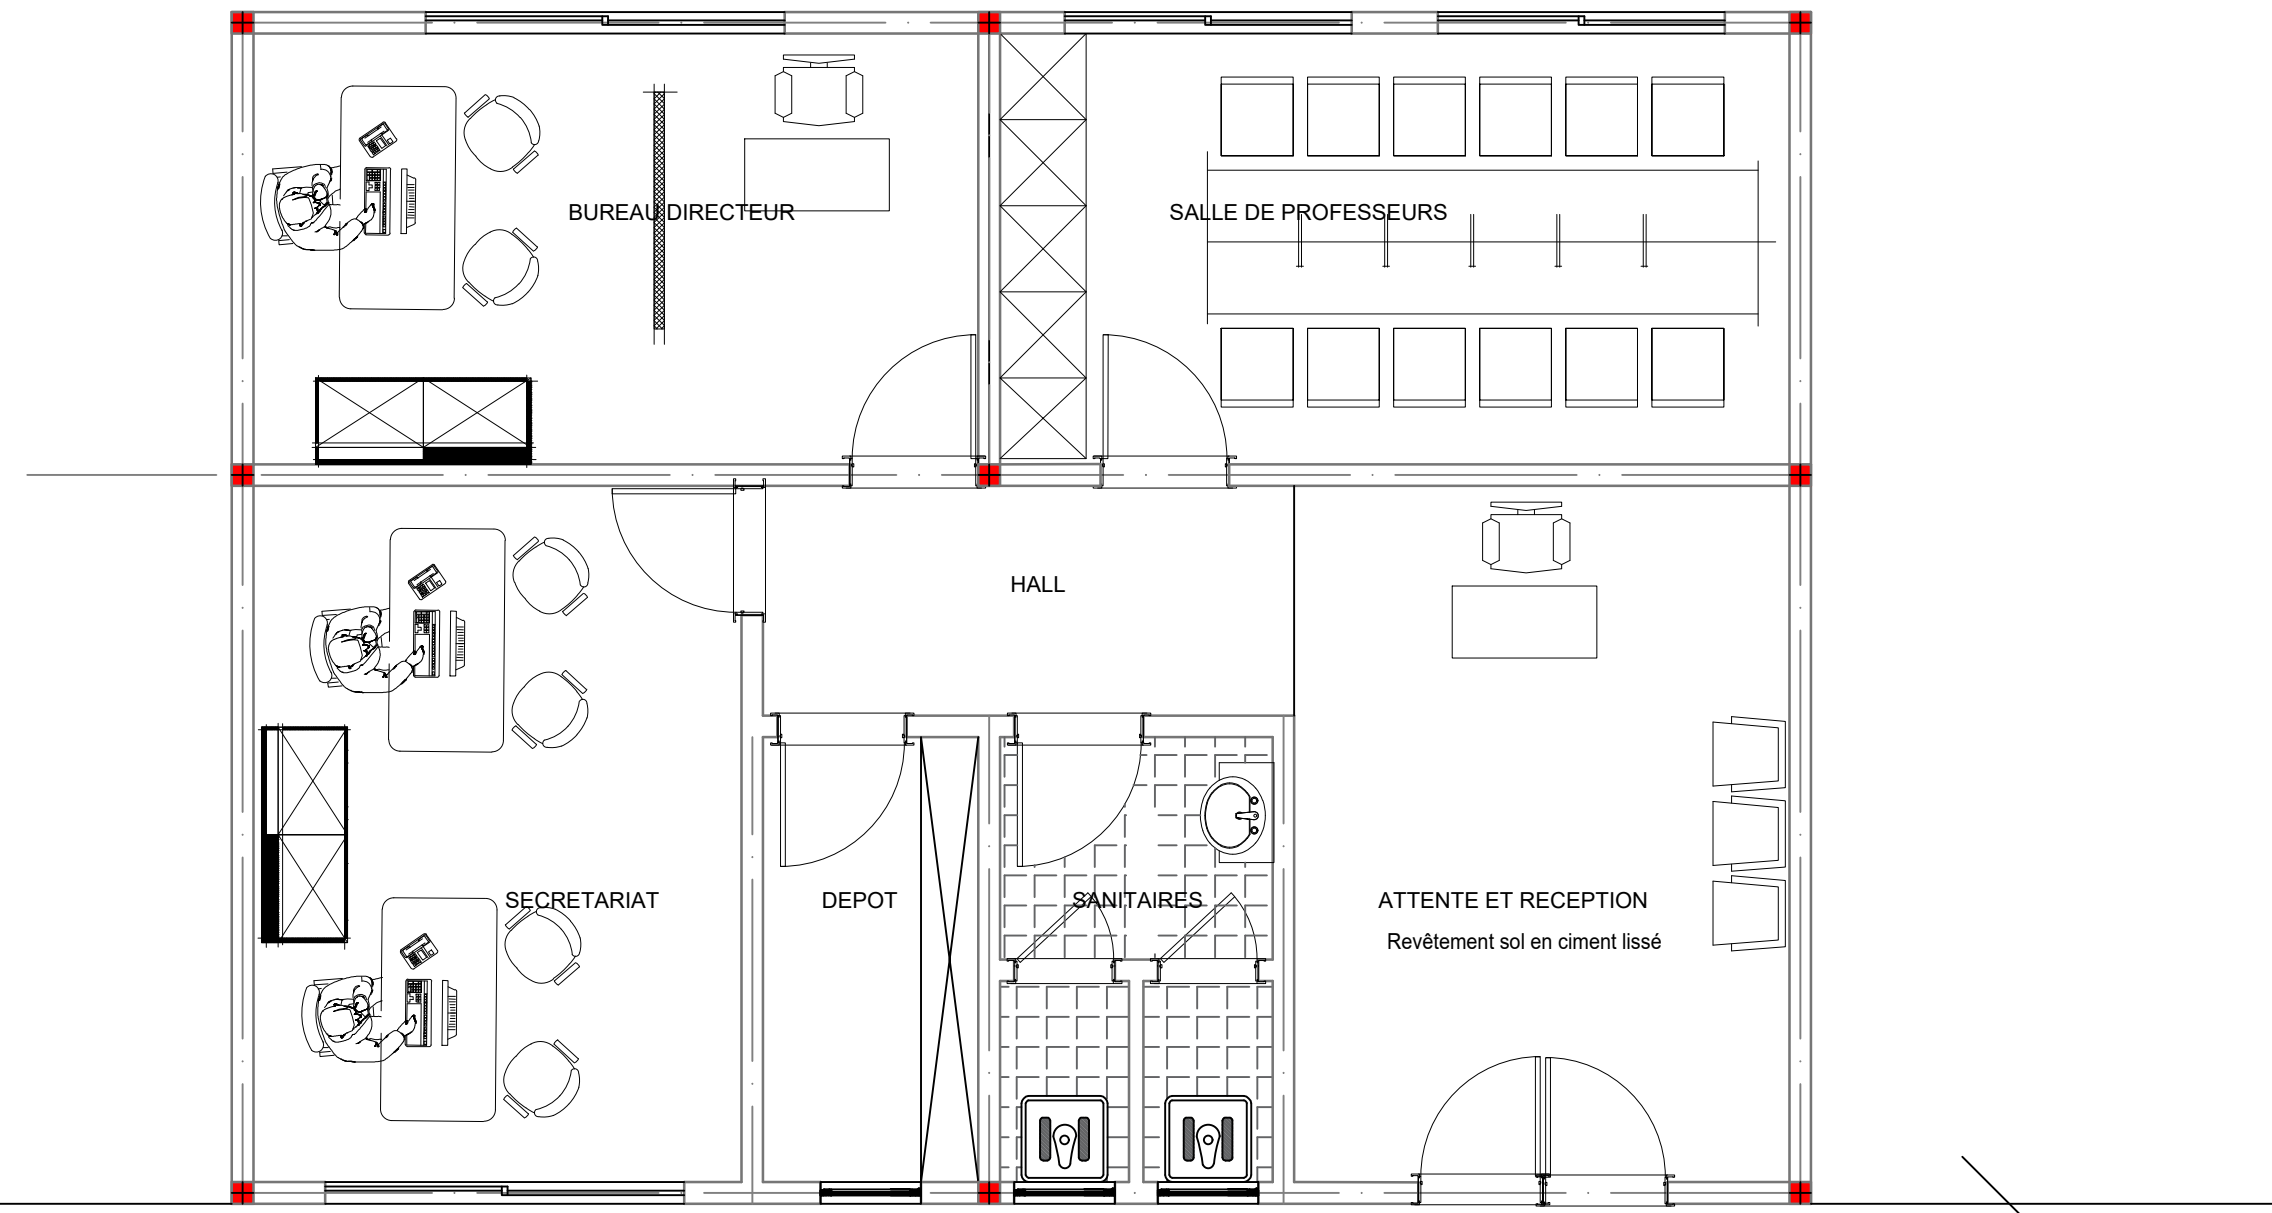 BUREAU DIRECTEUR
SALLE DE PROFESSEURS
HALL
SECRETARIAT
DEPOT
SANITAIRES
ATTENTE ET RECEPTION
Revêtement sol en ciment lissé